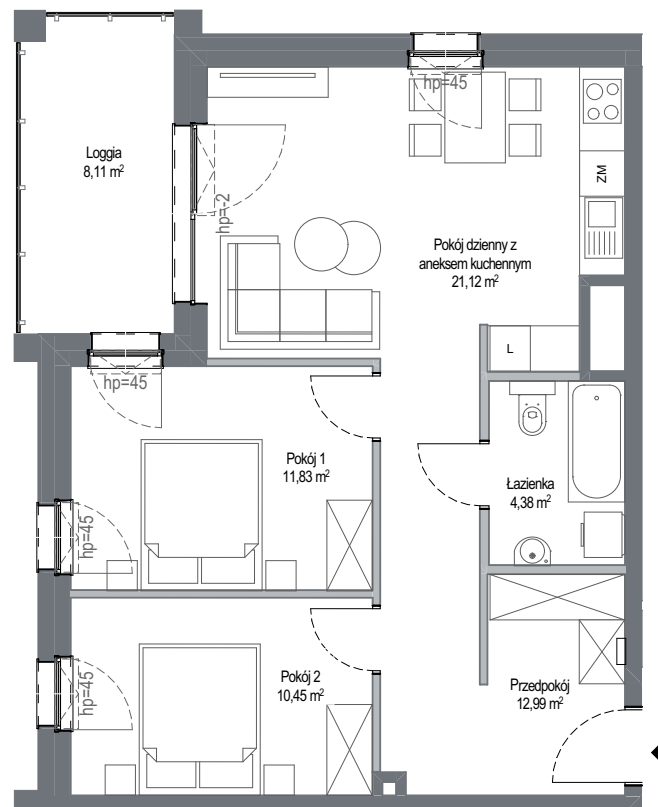 hp=45
Loggia
8,11 m²
ZM
hp=-2
Pokój dzienny z
aneksem kuchennym
21,12 m²
L
hp=45
Pokój 1
11,83 m²
Łazienka
4,38 m²
hp=45
hp=45
Pokój 2
10,45 m²
Przedpokój
12,99 m²